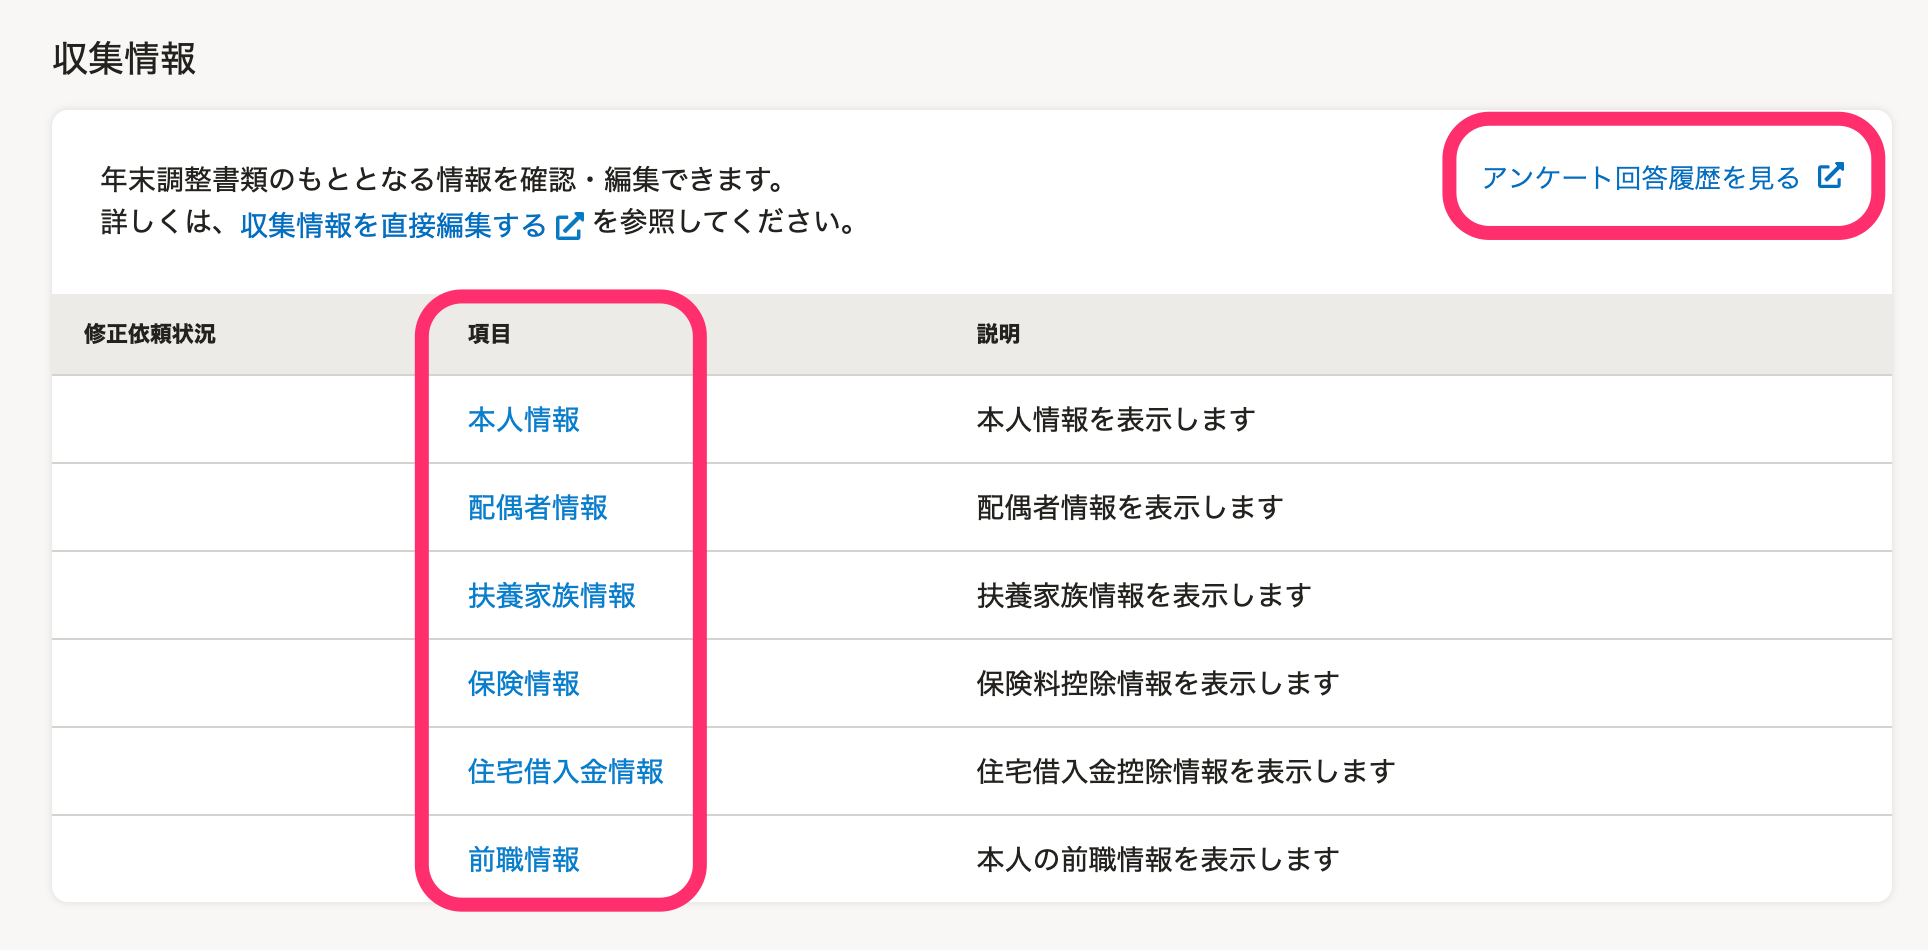 収集情報
年末調整書類のもととなる情報を確認・編集できます。
詳しくは、収集情報を直接編集する を参照してください。
アンケート回答履歴を見る
修正依頼状況 項目 説明
本人情報 本人情報を表示します
配偶者情報 配偶者情報を表示します
扶養家族情報 扶養家族情報を表示します
保険情報 保険料控除情報を表示します
住宅借入金情報 住宅借入金控除情報を表示します
前職情報 本人の前職情報を表示します